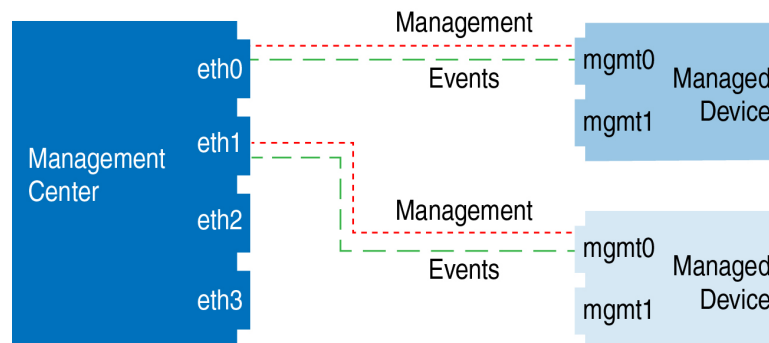 Management
eth0
Events
mgmt0
Managed
Device
mgmt1
eth1
Management
Center
eth2
Management
mgmt0
Events
Managed
Device
eth3
mgmt1